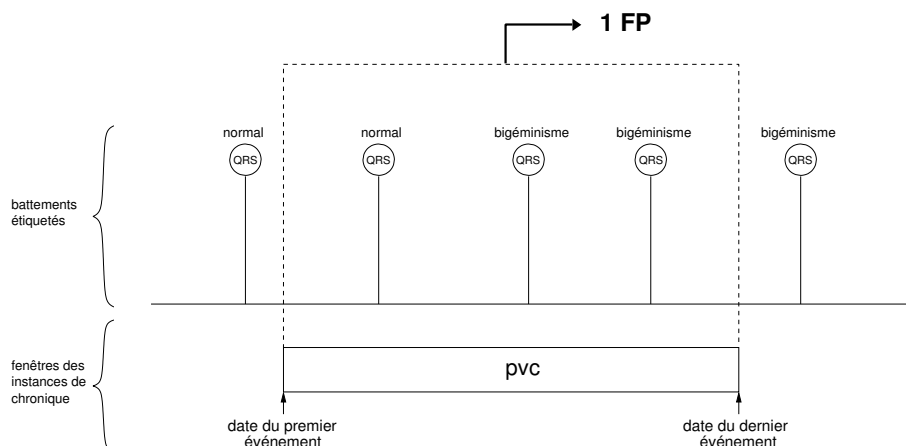 1 FP
normal
normal
bigéminisme
bigéminisme
bigéminisme
QRS
QRS
QRS
QRS
QRS
battements
étiquetés
fenêtres des
instances de
chronique
pvc
date du premier
événement
date du dernier
événement